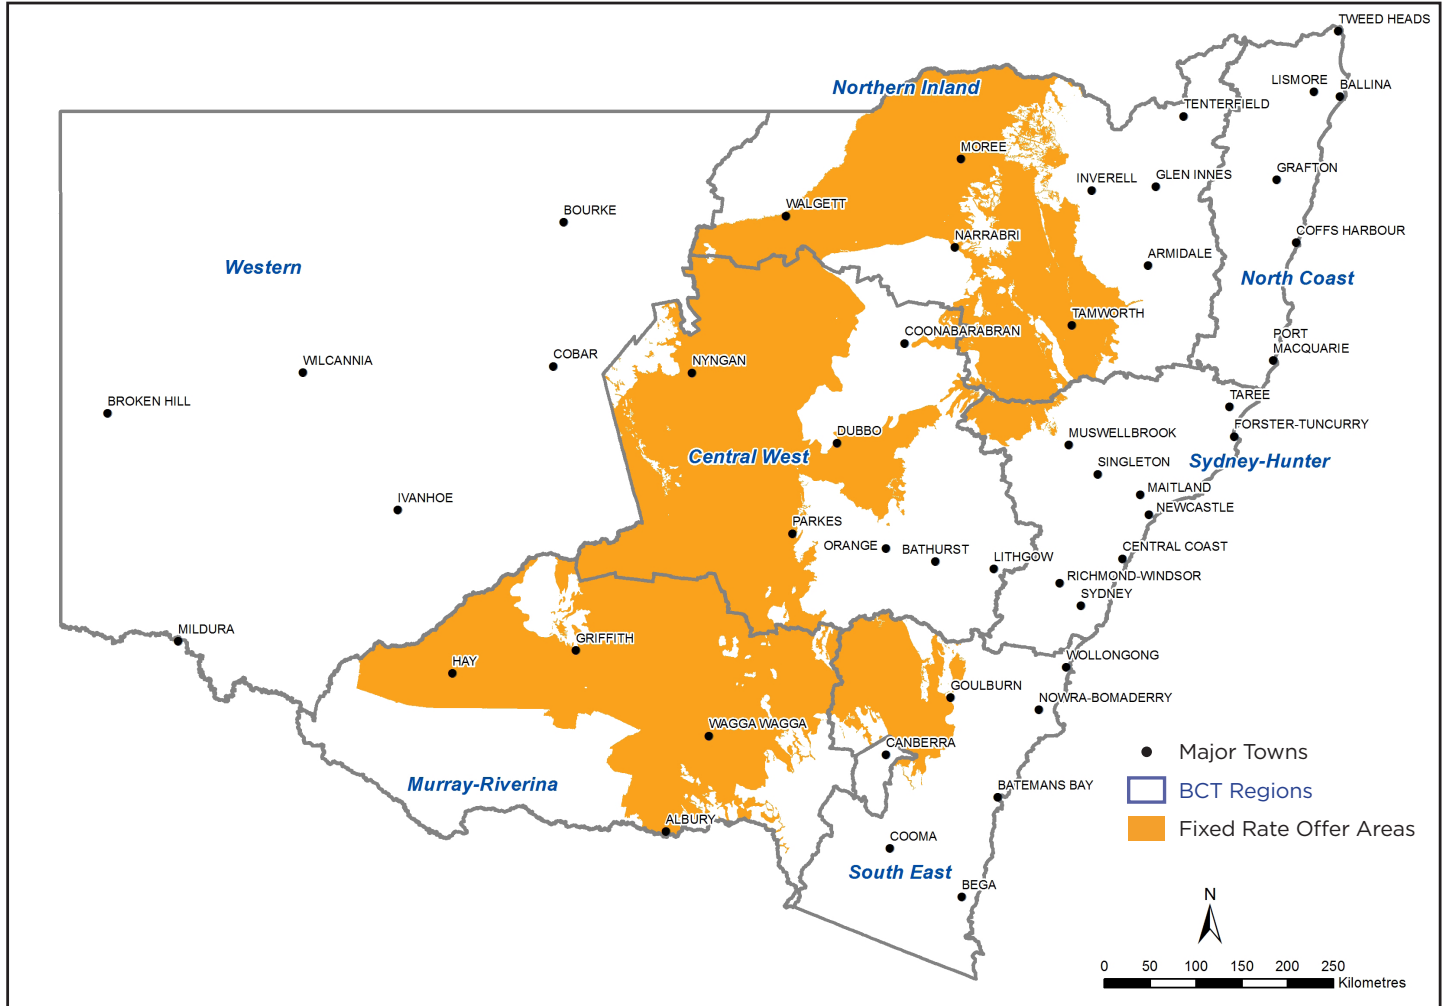 TWEED HEADS
LISMORE
BALLINA
Northern Inland
TENTERFIELD
MOREE
INVERELL
GLEN INNES
GRAFTON
WALGETT
BOURKE
NARRABRI
COFFS HARBOUR
ARMIDALE
Western
North Coast
TAMWORTH
COONABARABRAN
PORT
MACQUARIE
COBAR
WILCANNIA
NYNGAN
TAREE
BROKEN HILL
FORSTER-TUNCURRY
DUBBO
MUSWELLBROOK
Central West
SINGLETON
Sydney-Hunter
MAITLAND
IVANHOE
NEWCASTLE
PARKES
ORANGE
BATHURST
CENTRAL COAST
LITHGOW
RICHMOND-WINDSOR
SYDNEY
MILDURA
GRIFFITH
WOLLONGONG
HAY
GOULBURN
NOWRA-BOMADERRY
WAGGA WAGGA
CANBERRA
Major Towns
Murray-Riverina
BATEMANS BAY
BCT Regions
ALBURY
Fixed Rate Offer Areas
COOMA
South East
BEGA
N
0 50 100 150 200 250
Kilometres